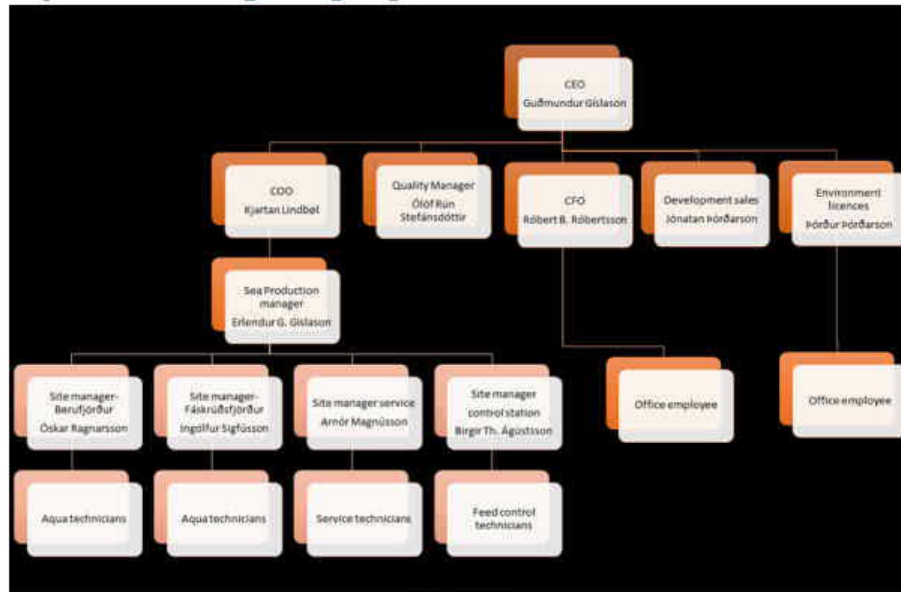 CEO
Guðmundur Gíslason
COO
Kjartan Lindbøl
Quality Manager
Ólöf Rún
Stefánsdóttir
CFO
Róbert B. Róbertsson
Development sales
Jónatan Þórðarson
Environment
licences
Þórður Þórðarson
Sea Production
manager
Erlendur G. Gíslason
Site manager-
Berufjörður
Óskar Ragnarsson
Site manager-
Fáskrúðsfjörður
Ingólfur Sigfússon
Site manager service
Arnór Magnússon
Site manager
control station
Birgir Th. Ágústsson
Office employee
Office employee
Aqua technicians
Aqua technicians
Service technicians
Feed control
technicians